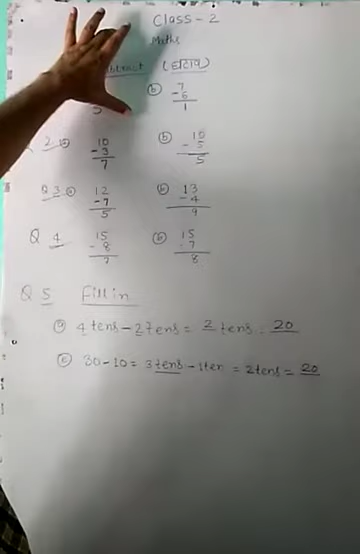 Class - 2
Maths
(घटाव)
5
(b) 7 - 6 = 1
(a) 10 - 3 = 7
(b) 10 - 5 = 5
Q 3 (a) 12 - 7 = 5
(b) 13 - 4 = 9
Q 4 15 - 8 = 7
(b) 15 - 7 = 8
Q 5 Fill in
(a) 4 tens - 2 tens = 2 tens = 20
(c) 30 - 10 = 3 tens - 1 ten = 2 tens = 20